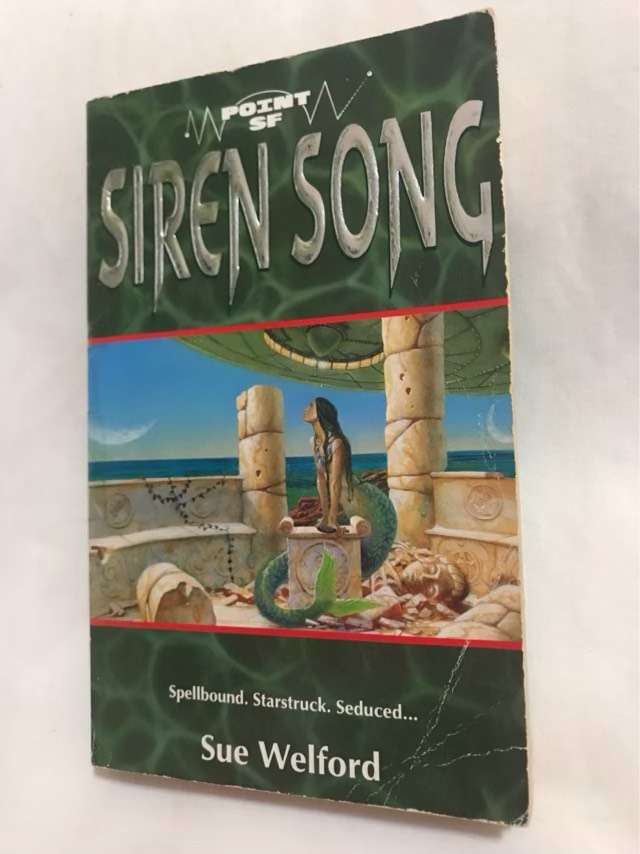 POINT
SF
SIREN SONG
Spellbound. Starstruck. Seduced...
Sue Welford